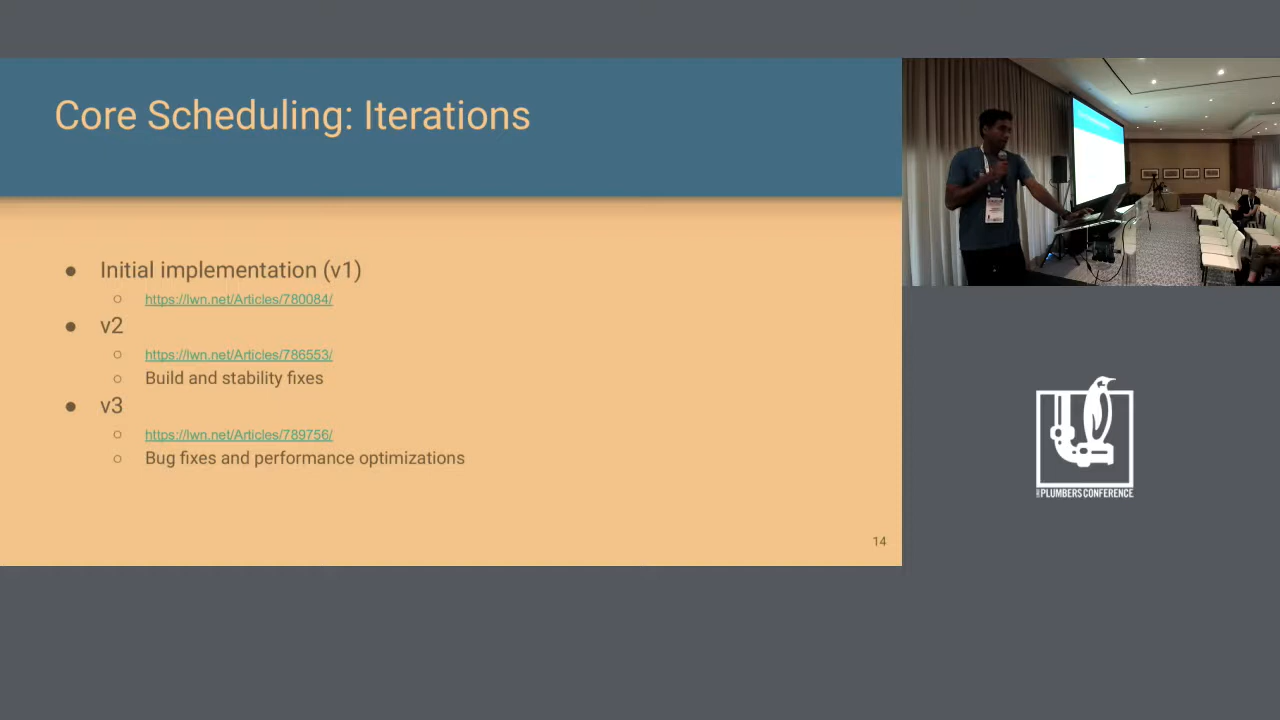 Core Scheduling: Iterations
● Initial implementation (v1)
○ https://lwn.net/Articles/780084/
● v2
○ https://lwn.net/Articles/786553/
○ Build and stability fixes
● v3
○ https://lwn.net/Articles/789756/
○ Bug fixes and performance optimizations
14
PLUMBERS CONFERENCE